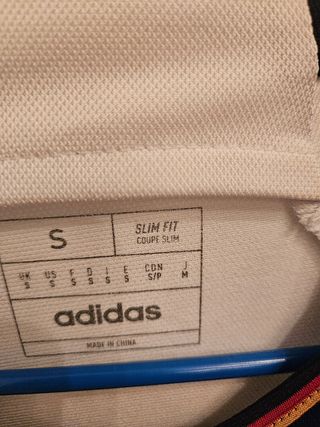 S
SLIM FIT
COUPE SLIM
UK US F D I E CDN J
S S S S S S S/P M
adidas
MADE IN CHINA